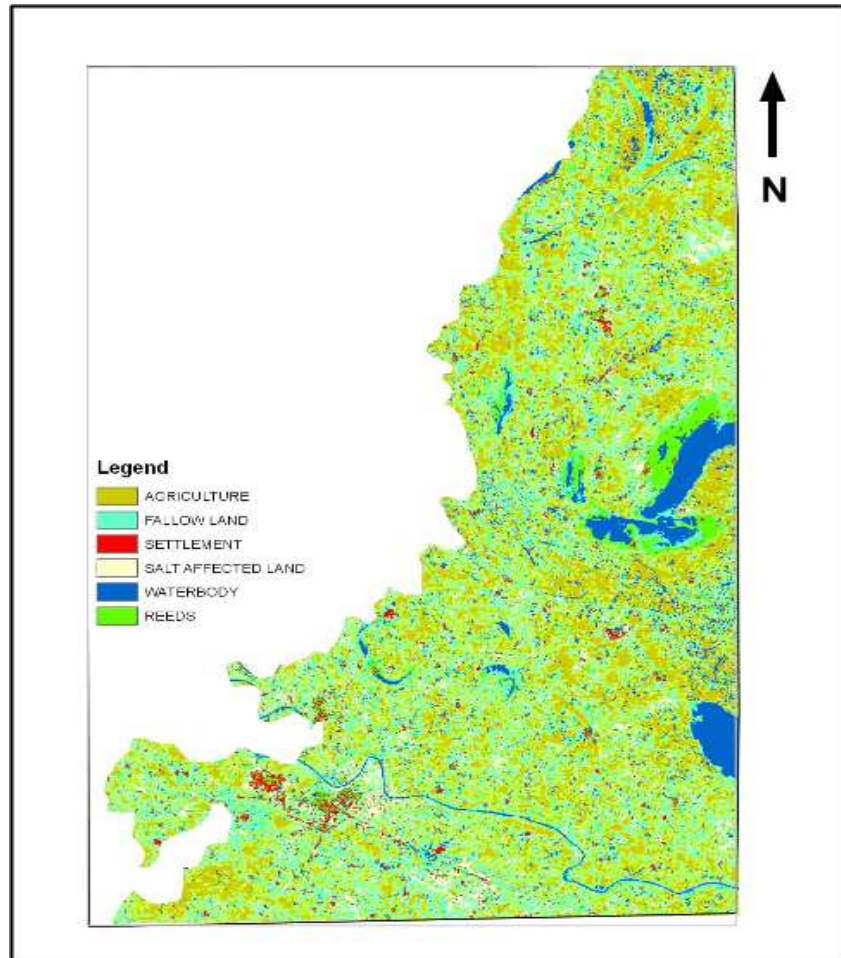 N
Legend
AGRICULTURE
FALLOW LAND
SETTLEMENT
SALT AFFECTED LAND
WATERBODY
REEDS